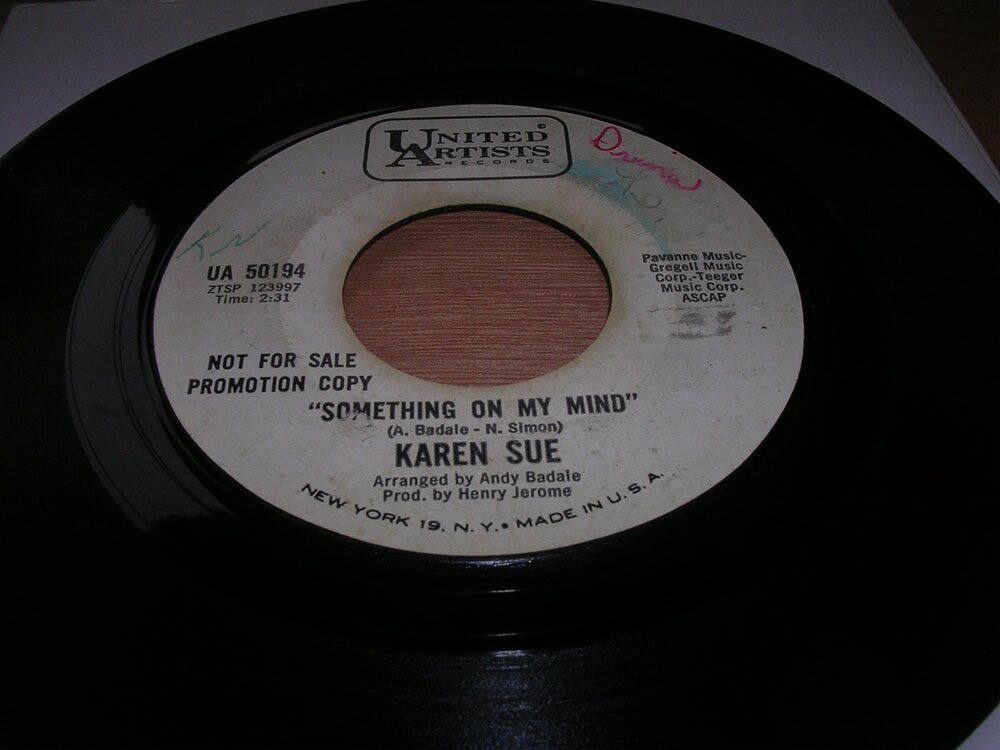 UNITED
ARTISTS
RECORDS
UA 50194
ZTSP 123997
Time: 2:31
Pavanne Music-
Gregeli Music
Corp.-Teeger
Music Corp.
ASCAP
NOT FOR SALE
PROMOTION COPY
"SOMETHING ON MY MIND"
(A. Badale - N. Simon)
KAREN SUE
Arranged by Andy Badale
Prod. by Henry Jerome
NEW YORK 19, N. Y. • MADE IN U. S. A.